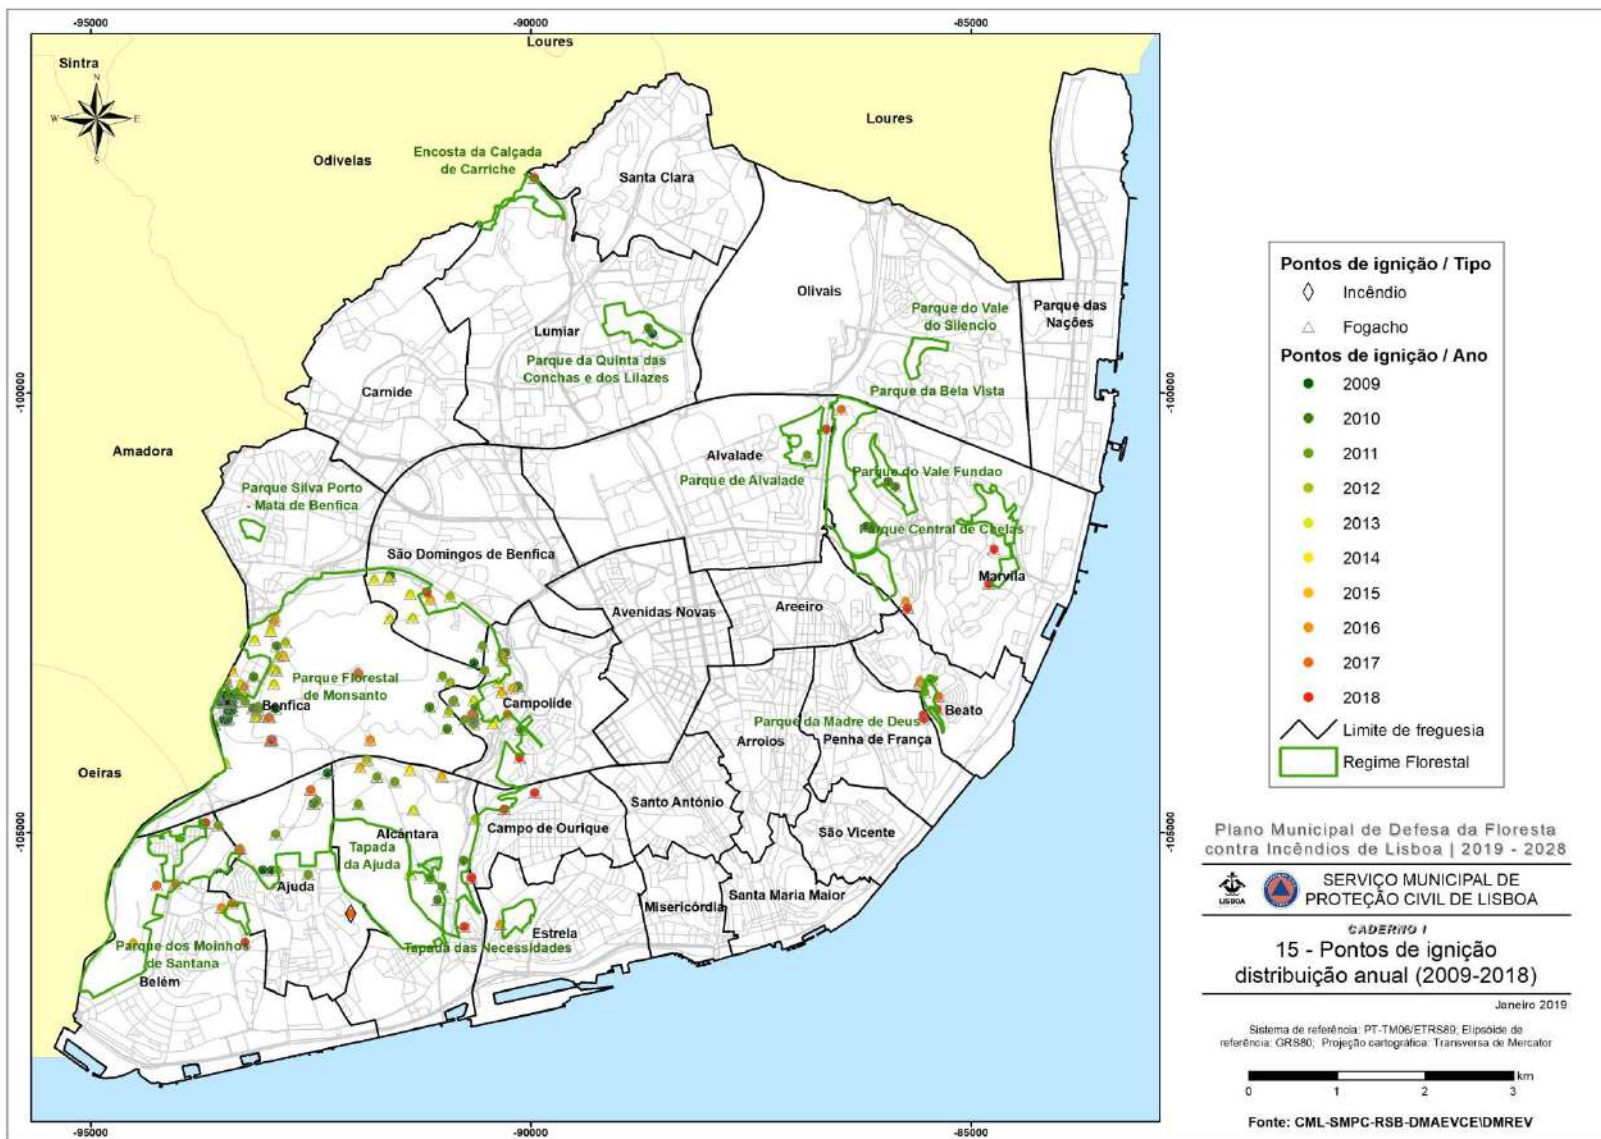 -95000
-90000
-85000
Loures
Sintra
N
W
E
S
Loures
Odivelas
Encosta da Calçada
de Carriche
Santa Clara
Olivais
Parque do Vale
do Silencio
Parque das
Nações
Lumiar
Parque da Quinta das
Conchas e dos Lilazes
Parque da Bela Vista
Carnide
-100000
-100000
Amadora
Alvalade
Parque de Alvalade
Parque do Vale Fundao
Parque Silva Porto
- Mata de Benfica
Parque Central de Chelas
São Domingos de Benfica
Marvila
Avenidas Novas
Areeiro
Parque Florestal
de Monsanto
Benfica
Campolide
Beato
Parque da Madre de Deus
Penha de França
Arroios
Oeiras
Santo António
Campo de Ourique
São Vicente
Alcântara
Tapada
da Ajuda
-105000
-105000
Ajuda
Santa Maria Maior
Misericórdia
Estrela
Tapada das Necessidades
Parque dos Moinhos
de Santana
Belém
-95000
-90000
-85000
Pontos de ignição / Tipo
Incêndio
Fogacho
Pontos de ignição / Ano
2009
2010
2011
2012
2013
2014
2015
2016
2017
2018
Limite de freguesia
Regime Florestal
Plano Municipal de Defesa da Floresta
contra Incêndios de Lisboa | 2019 - 2028
LISBOA
SERVIÇO MUNICIPAL DE
PROTEÇÃO CIVIL DE LISBOA
CADERNO I
15 - Pontos de ignição
distribuição anual (2009-2018)
Janeiro 2019
Sistema de referência: PT-TM06/ETRS89; Elipsóide de
referência: GRS80; Projeção cartográfica: Transversa de Mercator
km
0 1 2 3
Fonte: CML-SMPC-RSB-DMAEVCE\DMREV